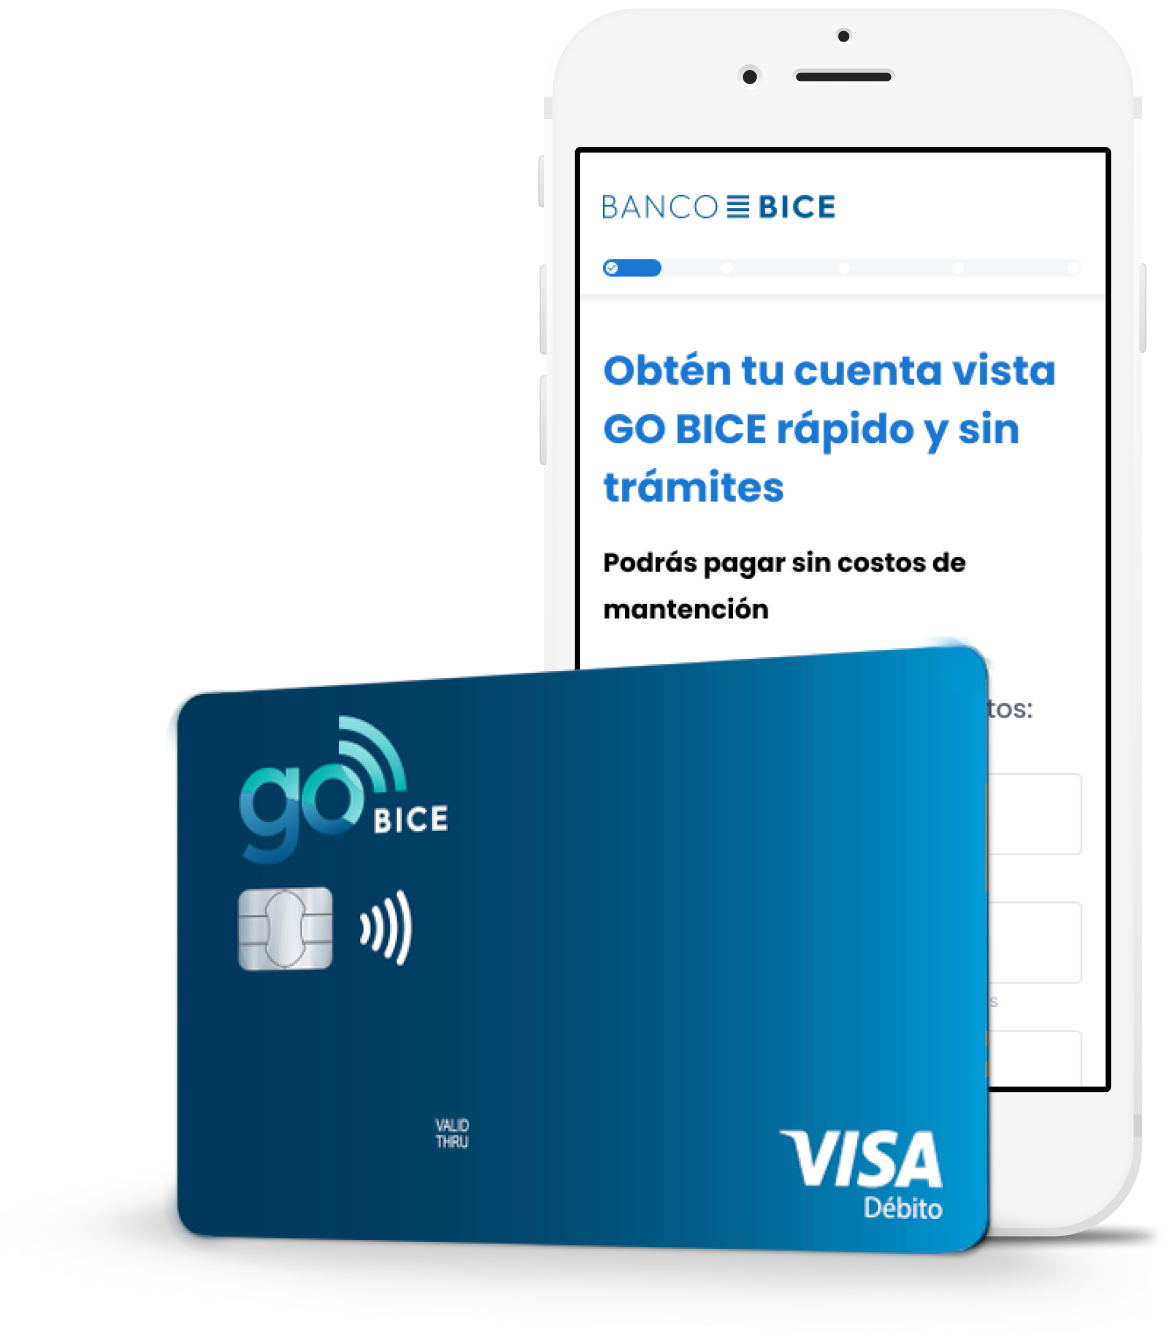 BANCO BICE
Obtén tu cuenta vista
GO BICE rápido y sin
trámites
Podrás pagar sin costos de
mantención
tos:
s
go BICE
VALID
THRU
VISA
Débito